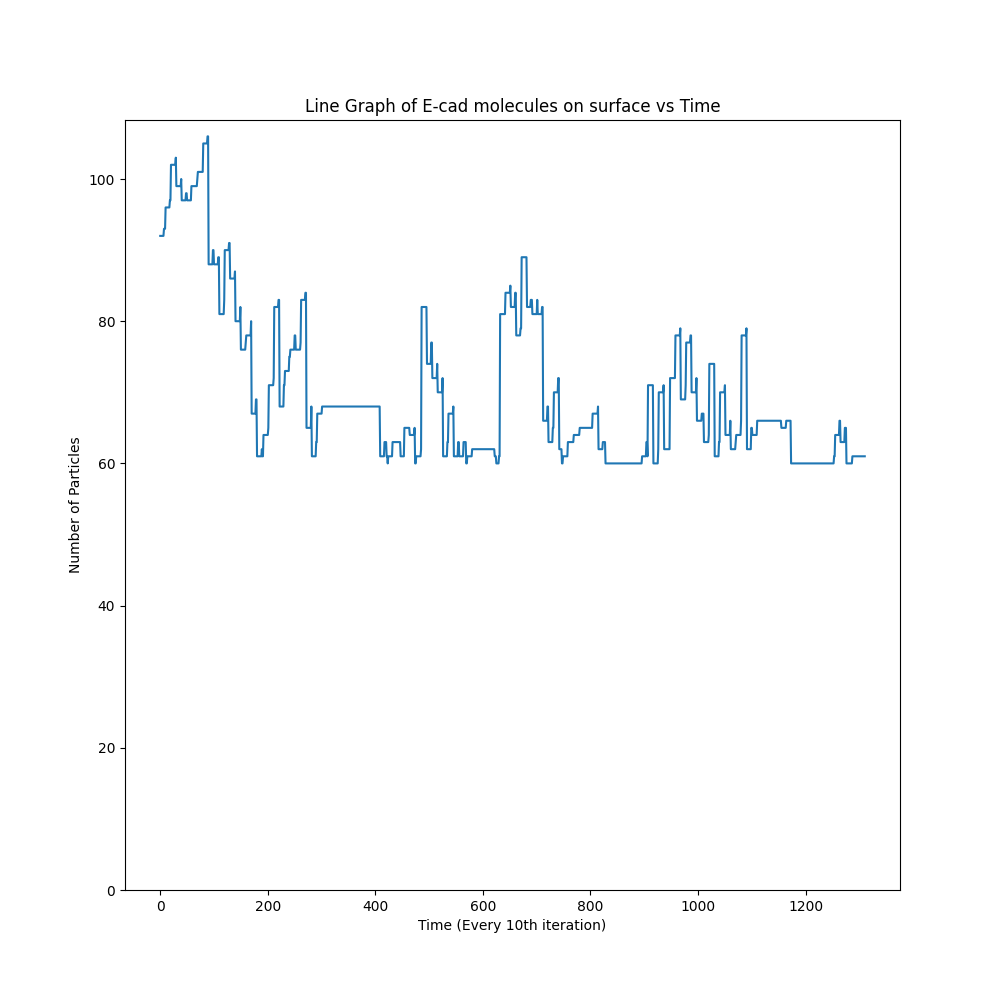 Line Graph of E-cad molecules on surface vs Time
100
80
60
40
20
0
Number of Particles
0 200 400 600 800 1000 1200
Time (Every 10th iteration)